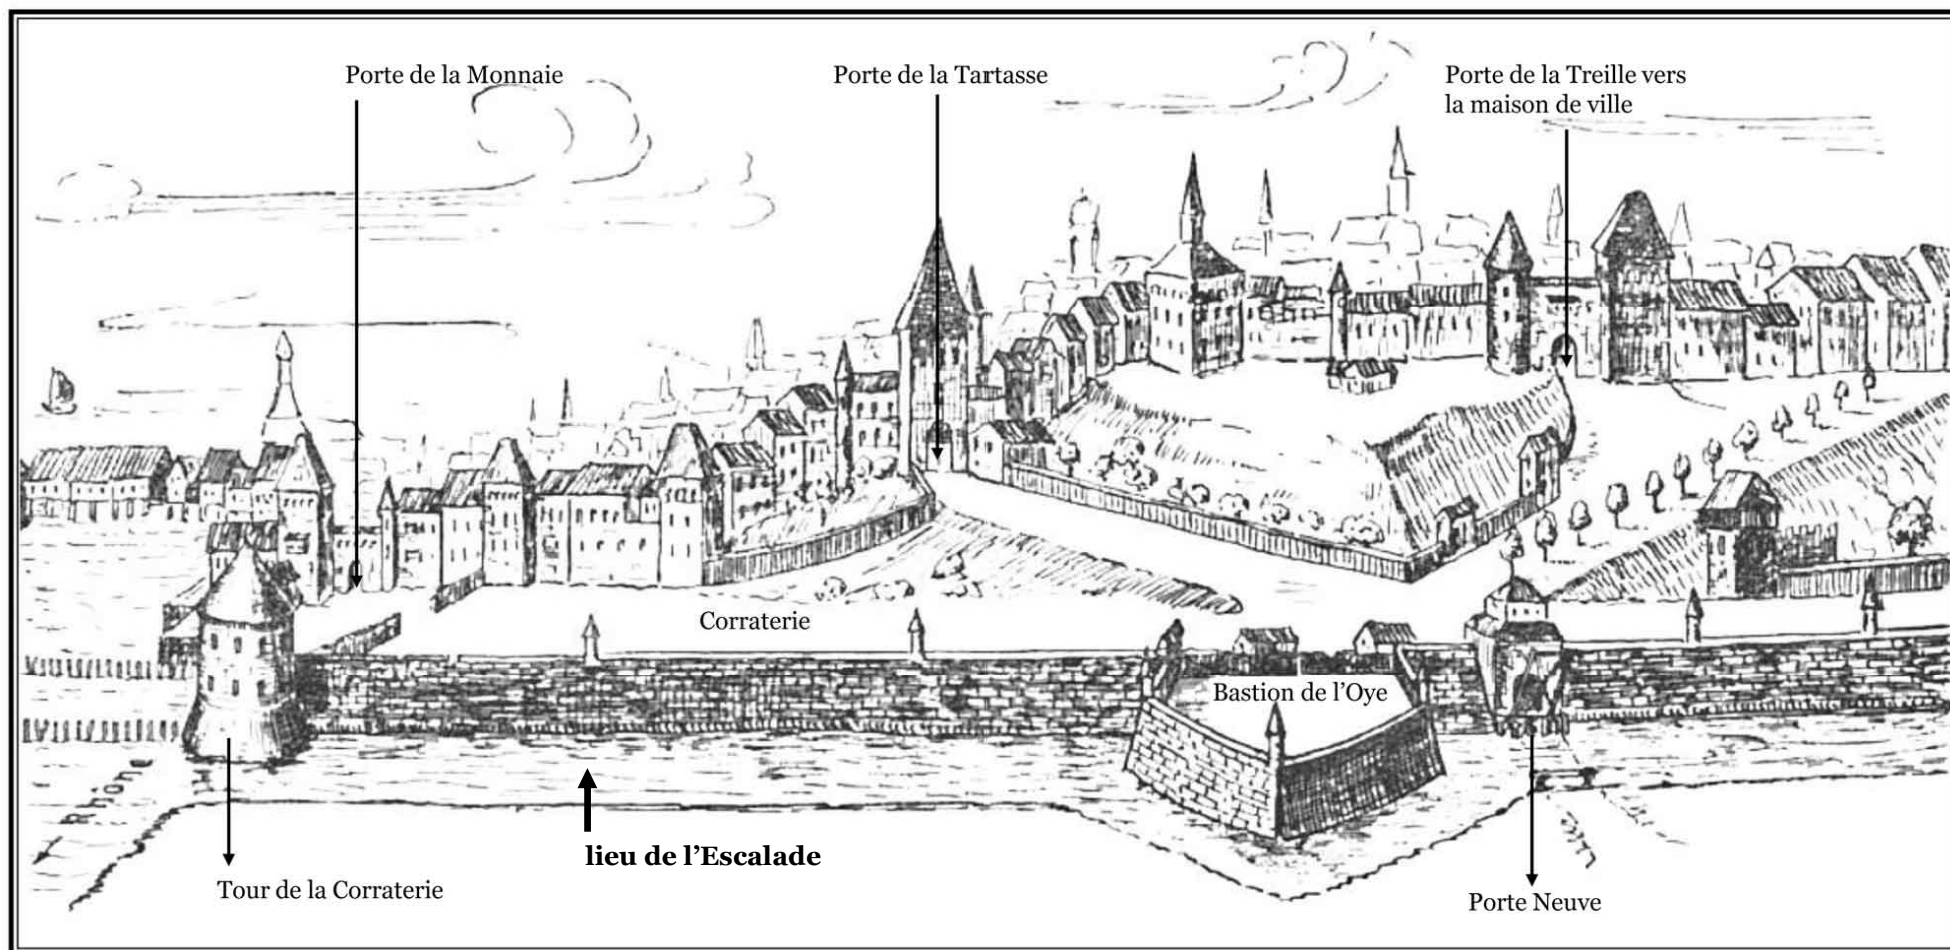 Porte de la Monnaie
Porte de la Tartasse
Porte de la Treille vers
la maison de ville
Corraterie
Bastion de l’Oye
Rhône
lieu de l’Escalade
Tour de la Corraterie
Porte Neuve